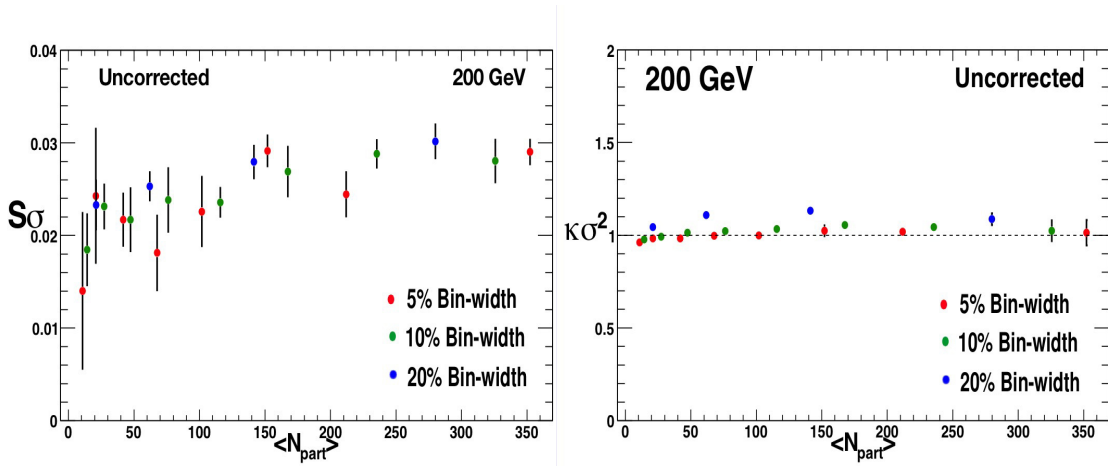 0.04
Uncorrected 200 GeV
0.03
Sσ
0.02
5% Bin-width
0.01
10% Bin-width
20% Bin-width
0
0 50 100 150 200 250 300 350
<N_part>
2
200 GeV Uncorrected
1.5
κσ² 1
5% Bin-width
0.5
10% Bin-width
20% Bin-width
0
0 50 100 150 200 250 300 350
<N_part>